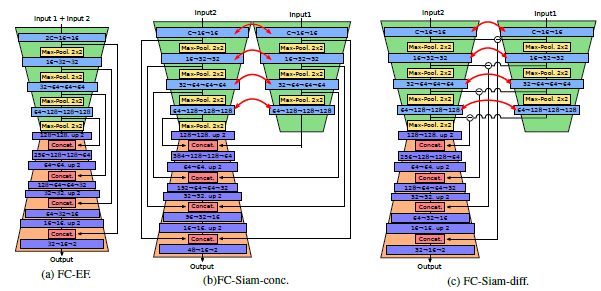 Input 1 + Input 2
2C→16→16
Max-Pool. 2x2
16→32→32
Max-Pool. 2x2
32→64→64→64
Max-Pool. 2x2
64→128→128→128
Max-Pool. 2x2
128→128. up 2
Concat.
256→128→128→64
64→64. up 2
Concat.
128→64→64→32
32→32. up 2
Concat.
64→32→16
16→16. up 2
Concat.
32→16→2
Output
(a) FC-EF.
Input2
Input1
C→16→16
C→16→16
Max-Pool. 2x2
Max-Pool. 2x2
16→32→32
16→32→32
Max-Pool. 2x2
Max-Pool. 2x2
32→64→64→64
32→64→64→64
Max-Pool. 2x2
Max-Pool. 2x2
64→128→128→128
64→128→128→128
Max-Pool. 2x2
128→128. up 2
Concat.
384→128→128→64
64→64. up 2
Concat.
192→64→64→32
32→32. up 2
Concat.
96→32→16
16→16. up 2
Concat.
48→16→2
Output
(b)FC-Siam-conc.
Input2
Input1
C→16→16
C→16→16
Max-Pool. 2x2
Max-Pool. 2x2
16→32→32
16→32→32
Max-Pool. 2x2
Max-Pool. 2x2
32→64→64→64
32→64→64→64
Max-Pool. 2x2
Max-Pool. 2x2
64→128→128→128
64→128→128→128
Max-Pool. 2x2
128→128. up 2
Concat.
256→128→128→64
64→64. up 2
Concat.
128→64→64→32
32→32. up 2
Concat.
64→32→16
16→16. up 2
Concat.
32→16→2
Output
(c) FC-Siam-diff.